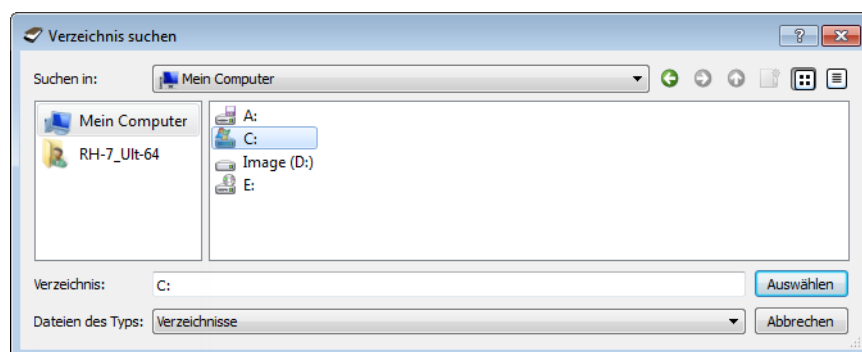 Verzeichnis suchen
Suchen in: Mein Computer
Mein Computer
RH-7_Ult-64
A:
C:
Image (D:)
E:
Verzeichnis: C: Auswählen
Dateien des Typs: Verzeichnisse Abbrechen